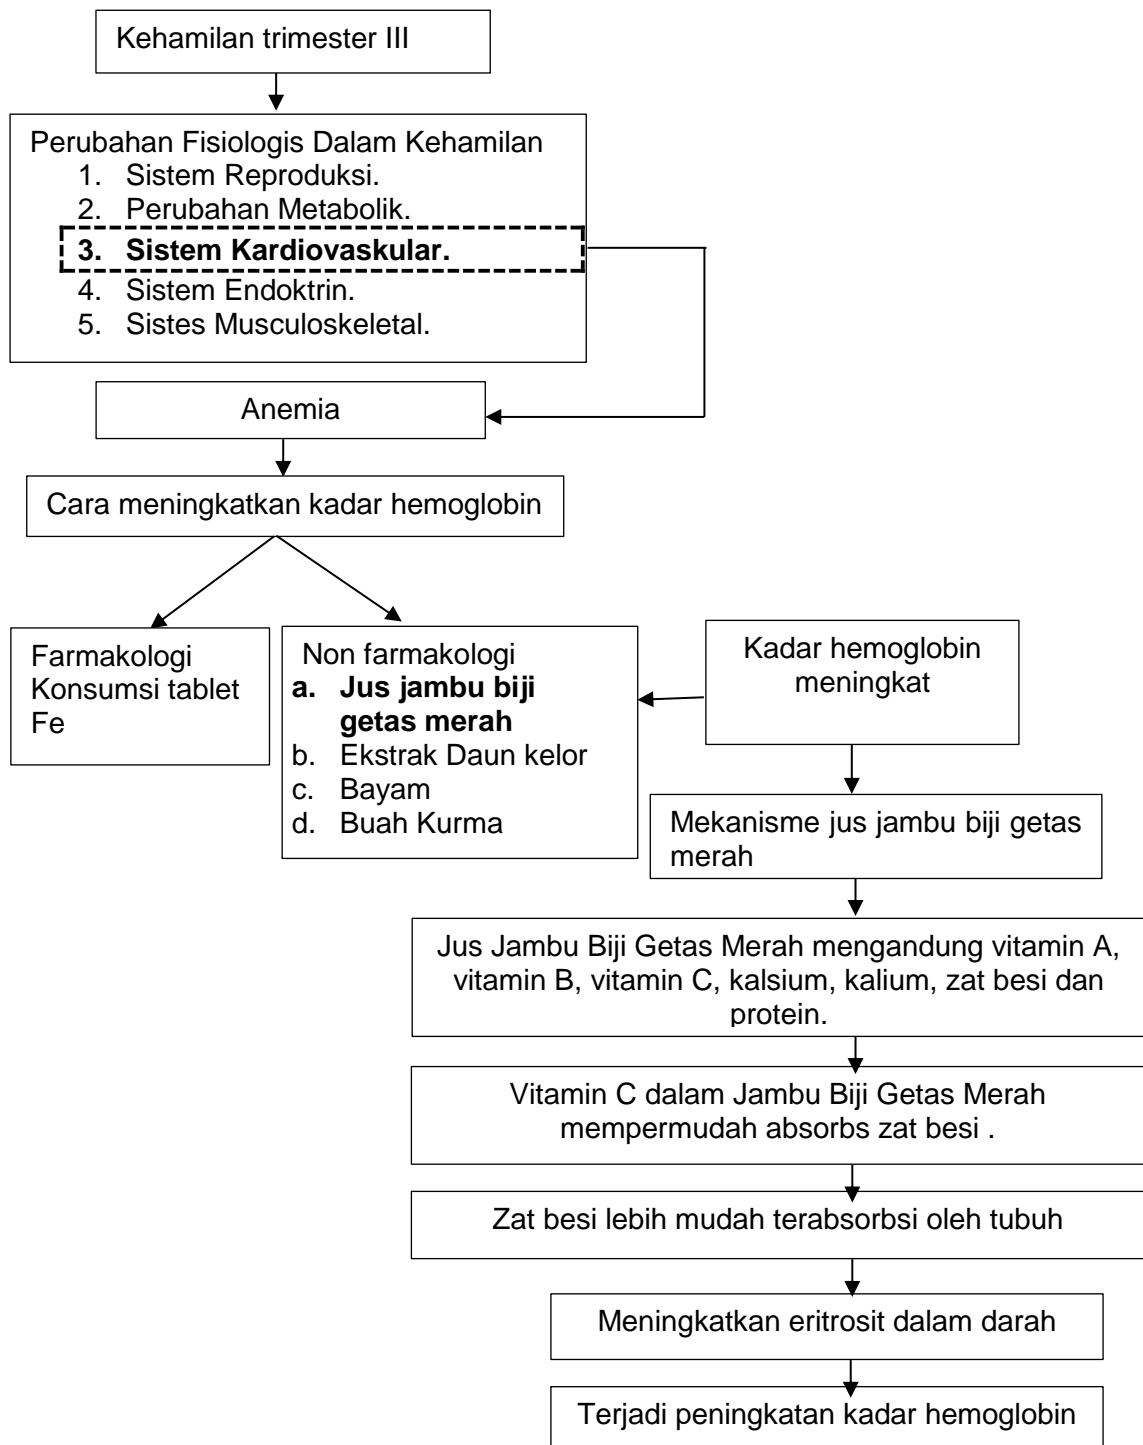 Kehamilan trimester III
Perubahan Fisiologis Dalam Kehamilan
1. Sistem Reproduksi.
2. Perubahan Metabolik.
3. Sistem Kardiovaskular.
4. Sistem Endoktrin.
5. Sistes Musculoskeletal.
Anemia
Cara meningkatkan kadar hemoglobin
Farmakologi
Konsumsi tablet
Fe
Non farmakologi
a. Jus jambu biji
getas merah
b. Ekstrak Daun kelor
c. Bayam
d. Buah Kurma
Kadar hemoglobin
meningkat
Mekanisme jus jambu biji getas
merah
Jus Jambu Biji Getas Merah mengandung vitamin A,
vitamin B, vitamin C, kalsium, kalium, zat besi dan
protein.
Vitamin C dalam Jambu Biji Getas Merah
mempermudah absorbs zat besi .
Zat besi lebih mudah terabsorbsi oleh tubuh
Meningkatkan eritrosit dalam darah
Terjadi peningkatan kadar hemoglobin